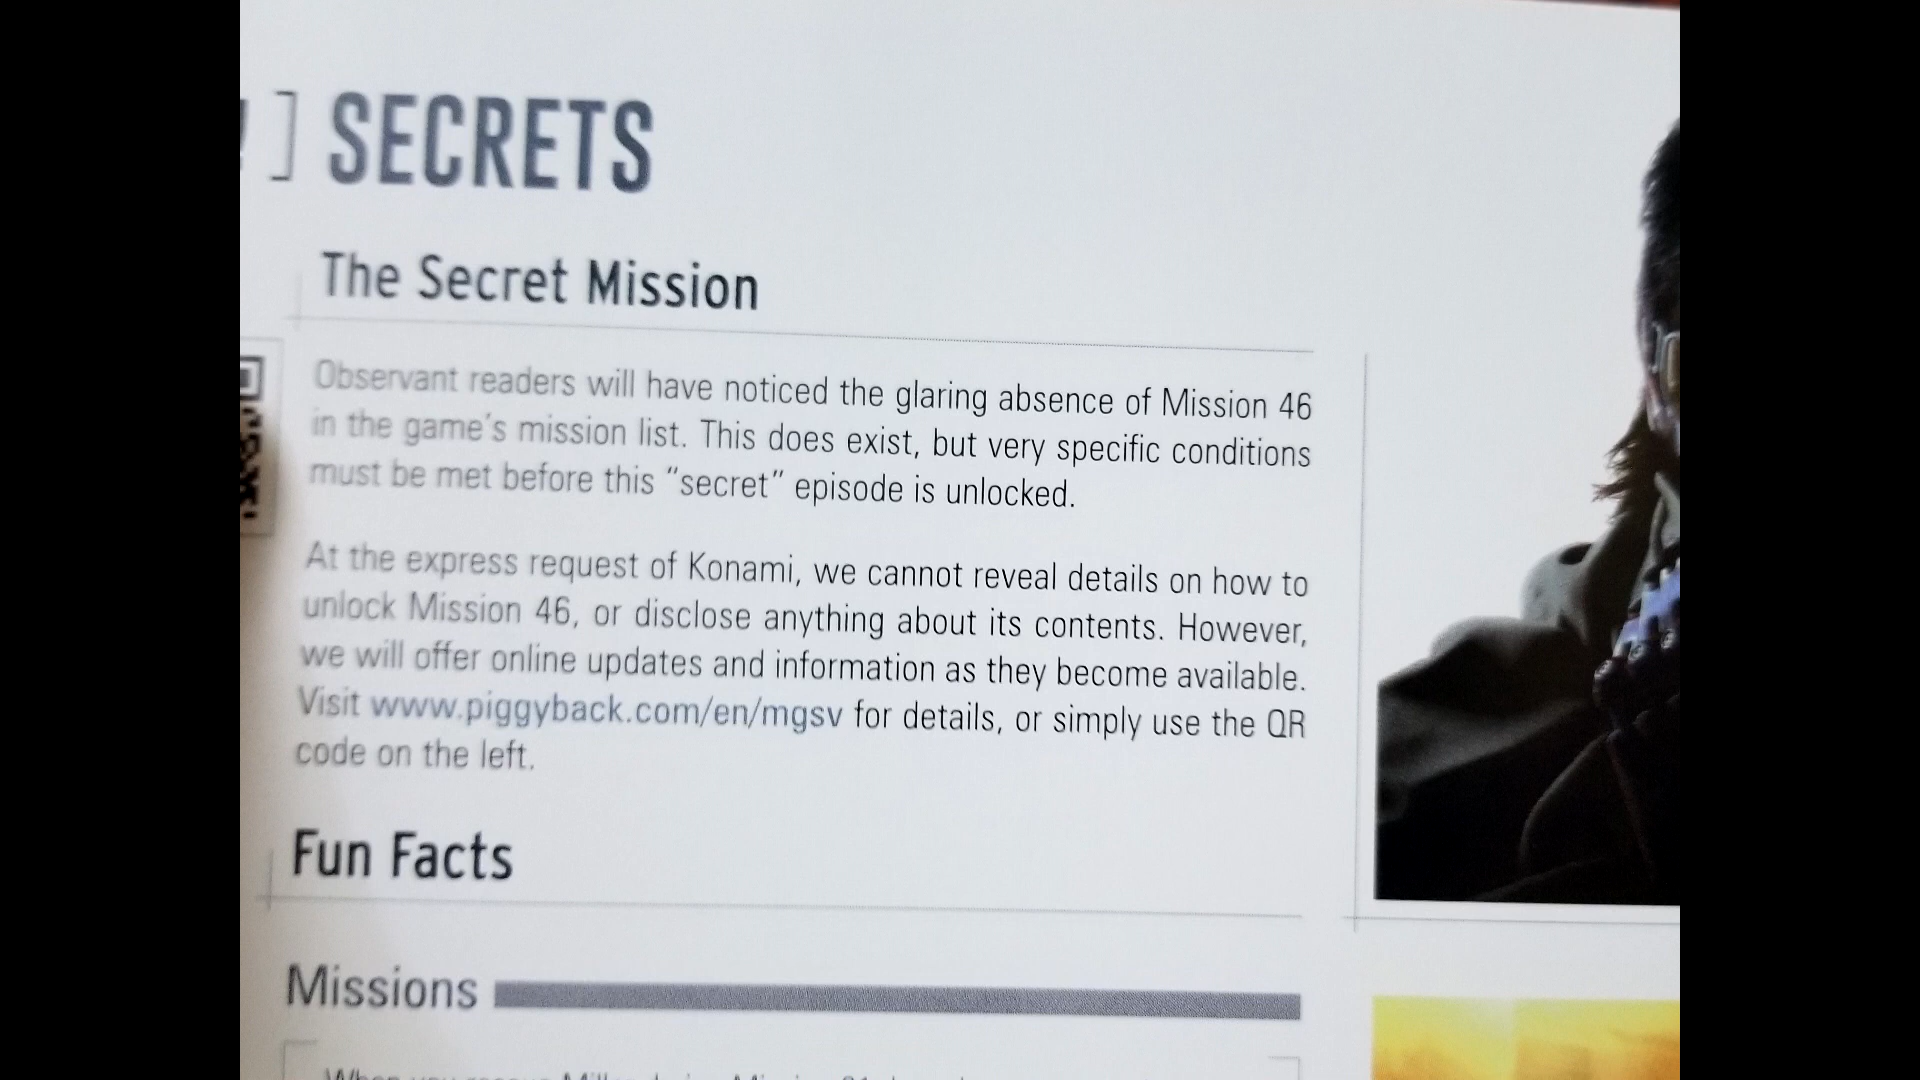 ] SECRETS
The Secret Mission
Observant readers will have noticed the glaring absence of Mission 46
in the game's mission list. This does exist, but very specific conditions
must be met before this "secret" episode is unlocked.
At the express request of Konami, we cannot reveal details on how to
unlock Mission 46, or disclose anything about its contents. However,
we will offer online updates and information as they become available.
Visit www.piggyback.com/en/mgsv for details, or simply use the QR
code on the left.
Fun Facts
Missions